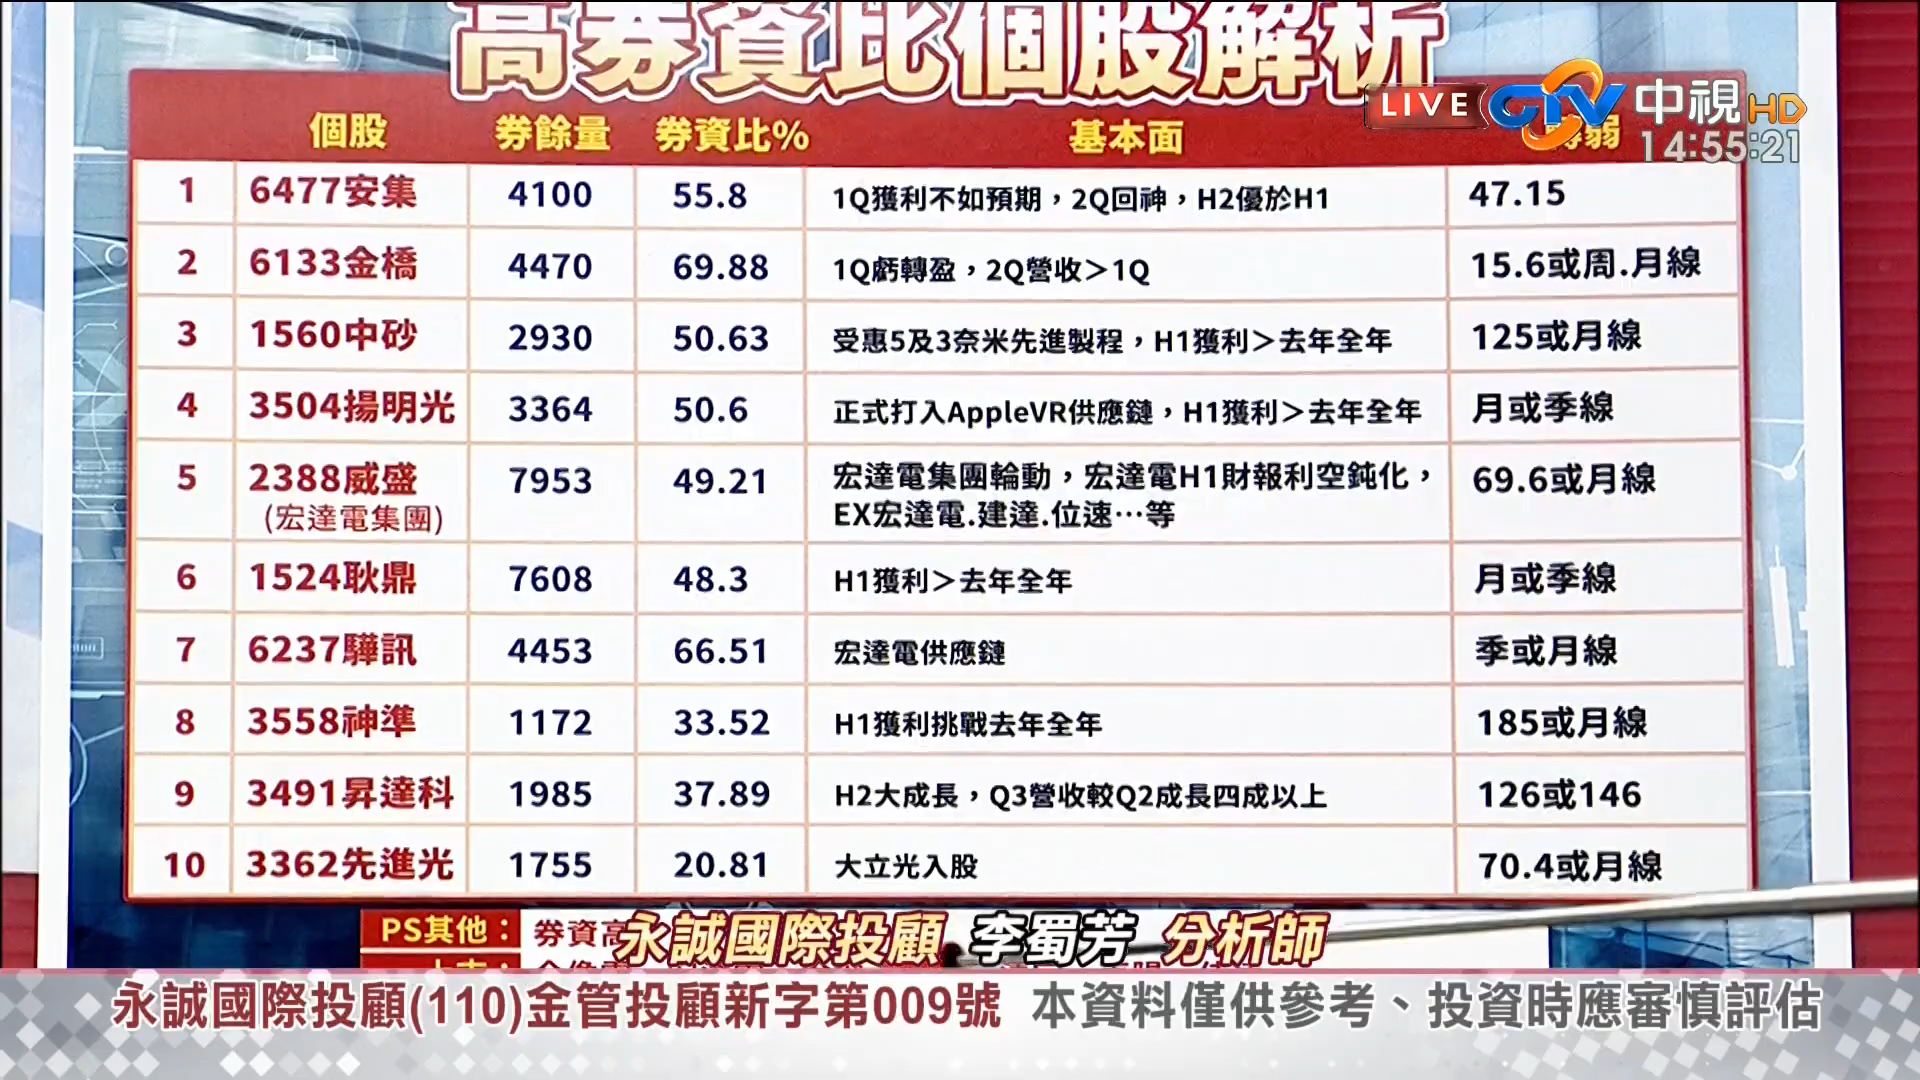 高券資比個股解析
LIVE CTV 中視HD
14:55:21
個股 券餘量 券資比% 基本面 弱
1 6477安集 4100 55.8 1Q獲利不如預期，2Q回神，H2優於H1 47.15
2 6133金橋 4470 69.88 1Q虧轉盈，2Q營收＞1Q 15.6或周.月線
3 1560中砂 2930 50.63 受惠5及3奈米先進製程，H1獲利＞去年全年 125或月線
4 3504揚明光 3364 50.6 正式打入AppleVR供應鏈，H1獲利＞去年全年 月或季線
5 2388威盛 7953 49.21 宏達電集團輪動，宏達電H1財報利空鈍化， 69.6或月線
(宏達電集團) EX宏達電.建達.位速…等
6 1524耿鼎 7608 48.3 H1獲利＞去年全年 月或季線
7 6237驊訊 4453 66.51 宏達電供應鏈 季或月線
8 3558神準 1172 33.52 H1獲利挑戰去年全年 185或月線
9 3491昇達科 1985 37.89 H2大成長，Q3營收較Q2成長四成以上 126或146
10 3362先進光 1755 20.81 大立光入股 70.4或月線
PS其他： 券資高
永誠國際投顧 李蜀芳 分析師
永誠國際投顧(110)金管投顧新字第009號 本資料僅供參考、投資時應審慎評估